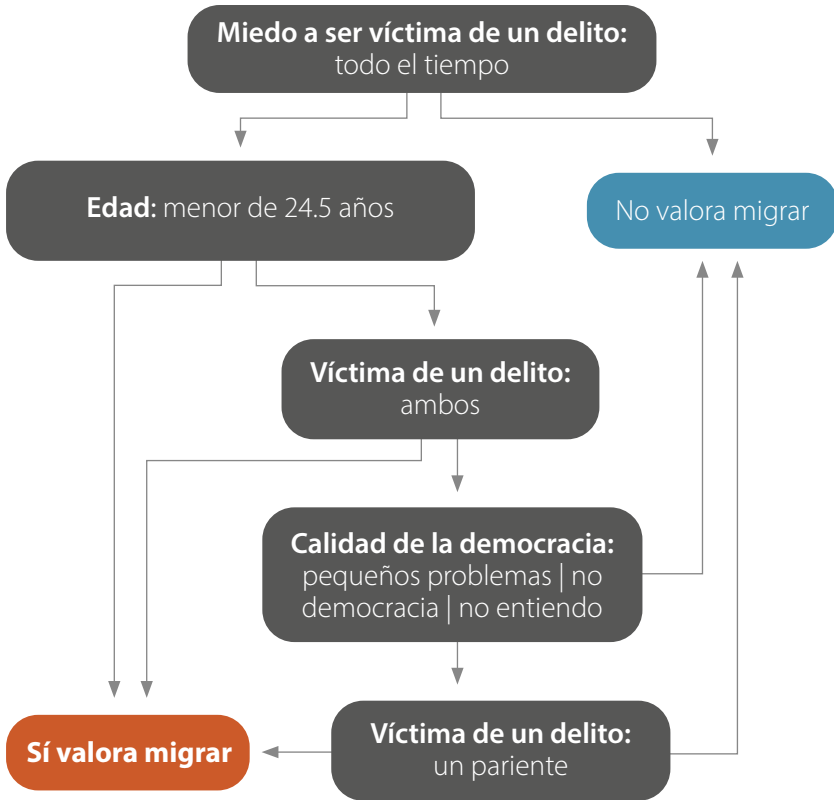 Miedo a ser víctima de un delito:
todo el tiempo
Edad: menor de 24.5 años
No valora migrar
Víctima de un delito:
ambos
Calidad de la democracia:
pequeños problemas | no
democracia | no entiendo
Víctima de un delito:
un pariente
Sí valora migrar